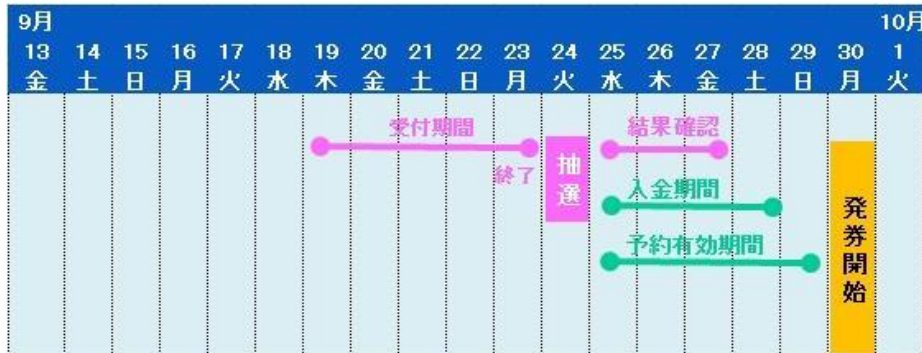 9月 10月
13 14 15 16 17 18 19 20 21 22 23 24 25 26 27 28 29 30 1
金 土 日 月 火 水 木 金 土 日 月 火 水 木 金 土 日 月 火
受付期間 結果確認
終了
抽選
入金期間
予約有効期間
発券開始